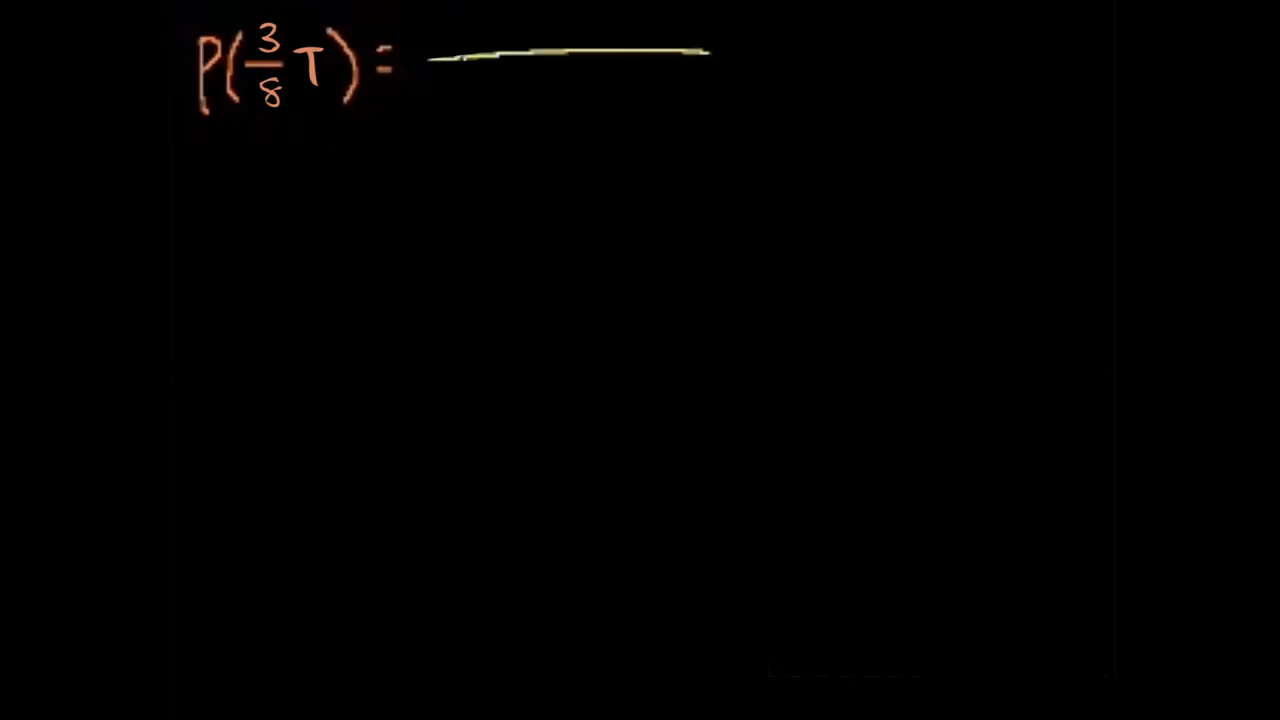 P(3/8 T) =